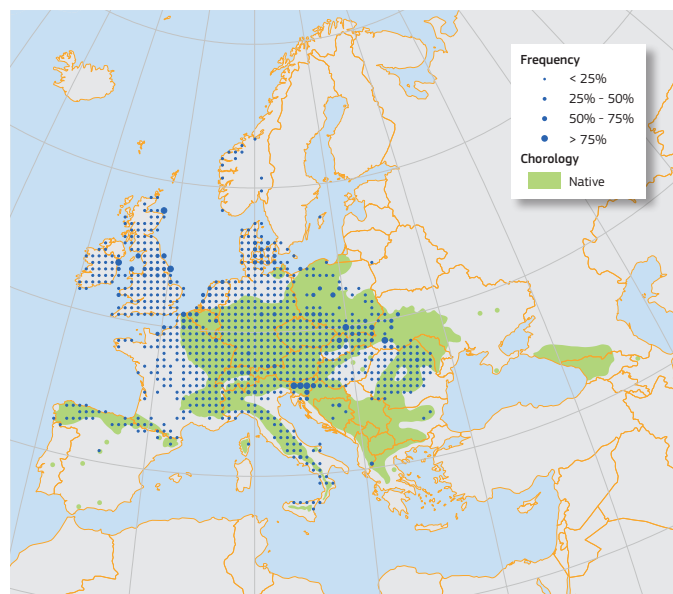 Frequency
< 25%
25% - 50%
50% - 75%
> 75%
Chorology
Native